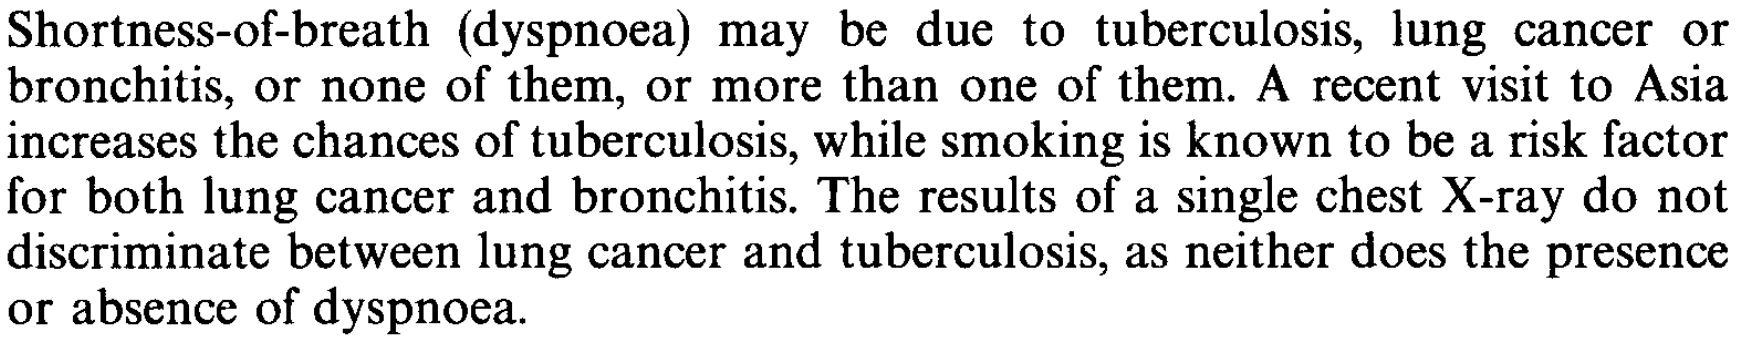 Shortness-of-breath (dyspnoea) may be due to tuberculosis, lung cancer or
bronchitis, or none of them, or more than one of them. A recent visit to Asia
increases the chances of tuberculosis, while smoking is known to be a risk factor
for both lung cancer and bronchitis. The results of a single chest X-ray do not
discriminate between lung cancer and tuberculosis, as neither does the presence
or absence of dyspnoea.